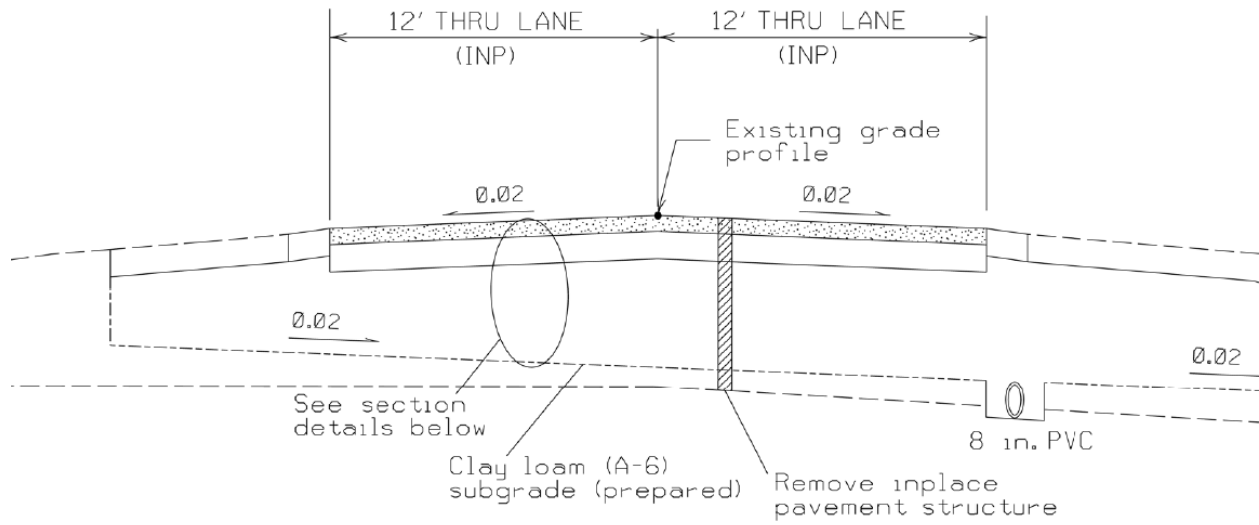 12' THRU LANE
(INP)
12' THRU LANE
(INP)
Existing grade
profile
0.02
0.02
0.02
0.02
See section
details below
8 in. PVC
Clay loam (A-6)
subgrade (prepared)
Remove inplace
pavement structure